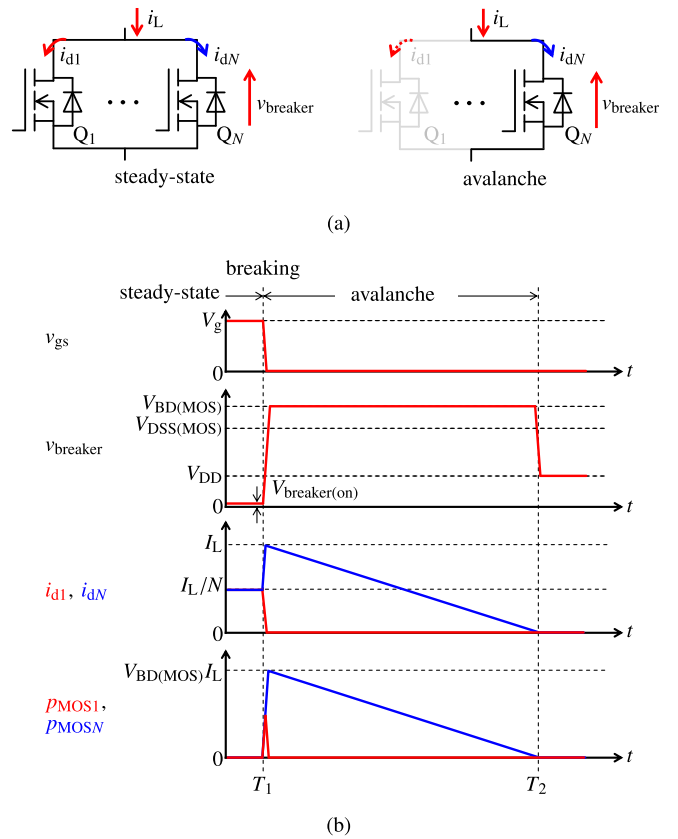 i_L i_L
i_d1 i_dN i_d1 i_dN
v_breaker v_breaker
Q_1 Q_N Q_1 Q_N
steady-state avalanche
(a)
breaking
steady-state avalanche
v_gs V_g
0 t
V_BD(MOS)
V_DSS(MOS)
v_breaker
V_DD
V_breaker(on)
0 t
I_L
i_d1, i_dN I_L/N
0 t
V_BD(MOS)I_L
p_MOS1,
p_MOSN
0 t
T_1 T_2
(b)